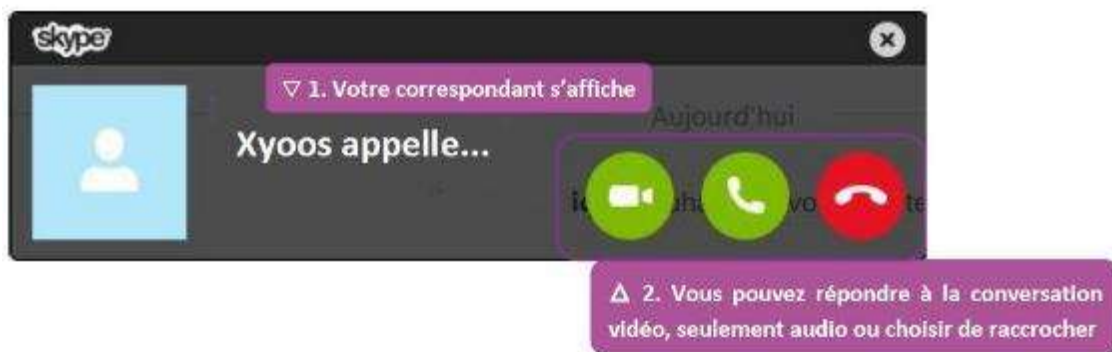 skype
▽ 1. Votre correspondant s'affiche
Aujourd'hui
Xyoos appelle...
△ 2. Vous pouvez répondre à la conversation
vidéo, seulement audio ou choisir de raccrocher